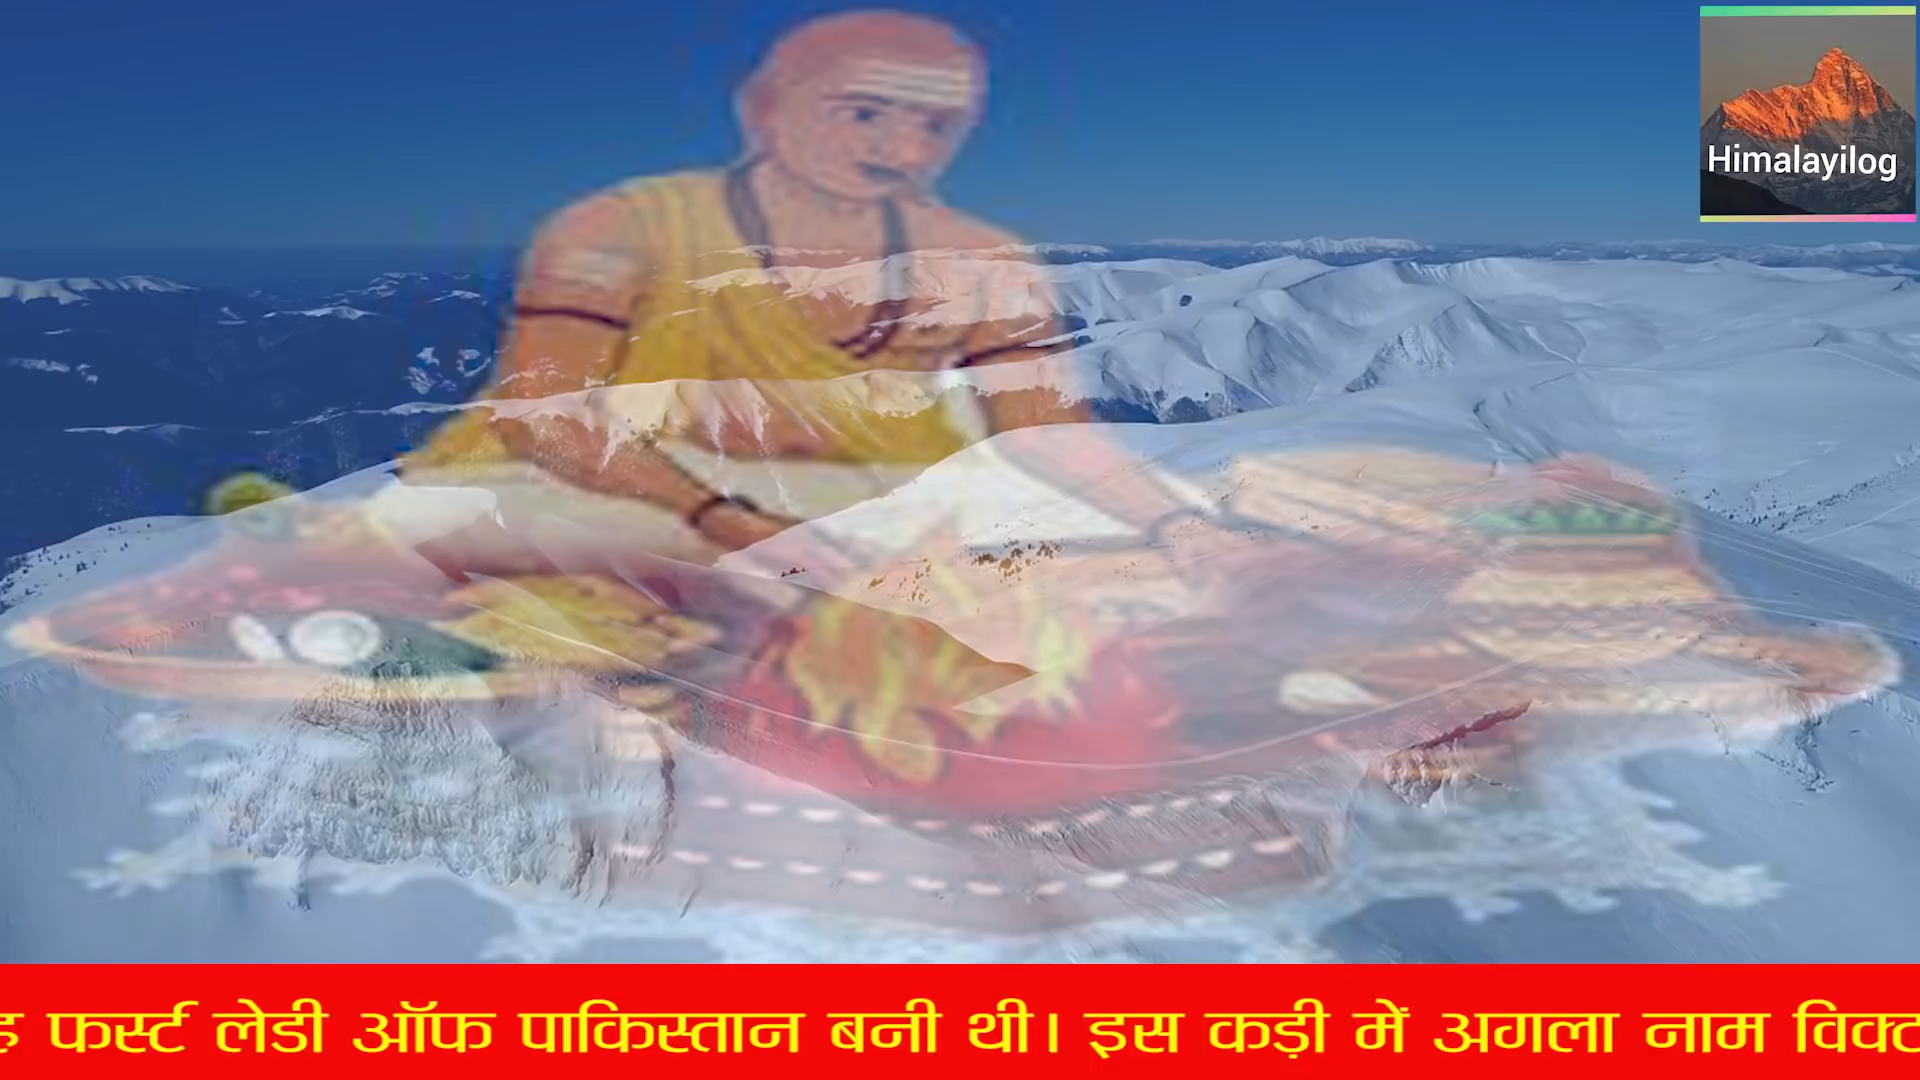 Himalayilog
फर्स्ट लेडी ऑफ पाकिस्तान बनी थी। इस कड़ी में अगला नाम